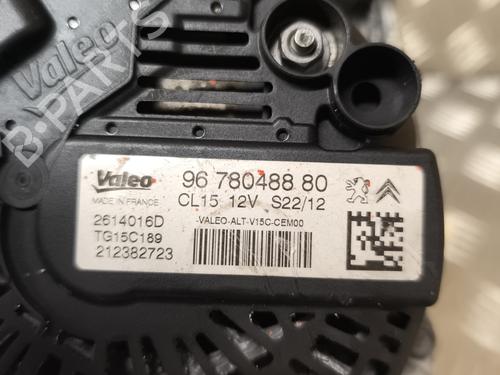 Valeo
B-PARTS
Valeo
MADE IN FRANCE
96 780488 80
CL15 12V S22/12
-VALEO-ALT-V15C-CEM00
2614016D
TG15C189
212382723